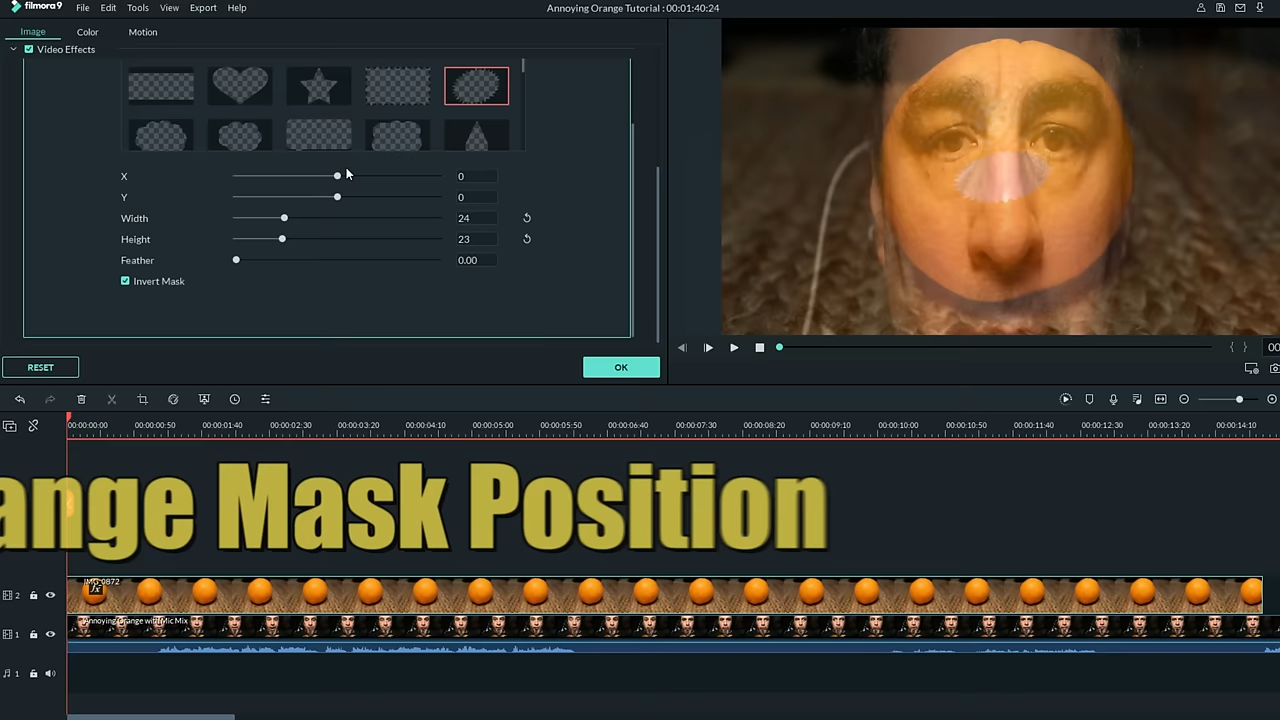 filmora9 File Edit Tools View Export Help Annoying Orange Tutorial : 00:01:40:24
Image Color Motion
Video Effects
X 0
Y 0
Width 24
Height 23
Feather 0.00
Invert Mask
RESET OK
00:00:00:00 00:00:00:50 00:00:01:40 00:00:02:30 00:00:03:20 00:00:04:10 00:00:05:00 00:00:05:50 00:00:06:40 00:00:07:30 00:00:08:20 00:00:09:10 00:00:10:00 00:00:10:50 00:00:11:40 00:00:12:30 00:00:13:20 00:00:14:10
ange Mask Position
IMG_0872
2
Annoying Orange with Mic Mix
1
1